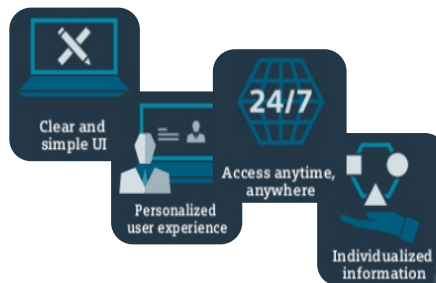 Clear and
simple UI
Personalized
user experience
24/7
Access anytime,
anywhere
Individualized
information